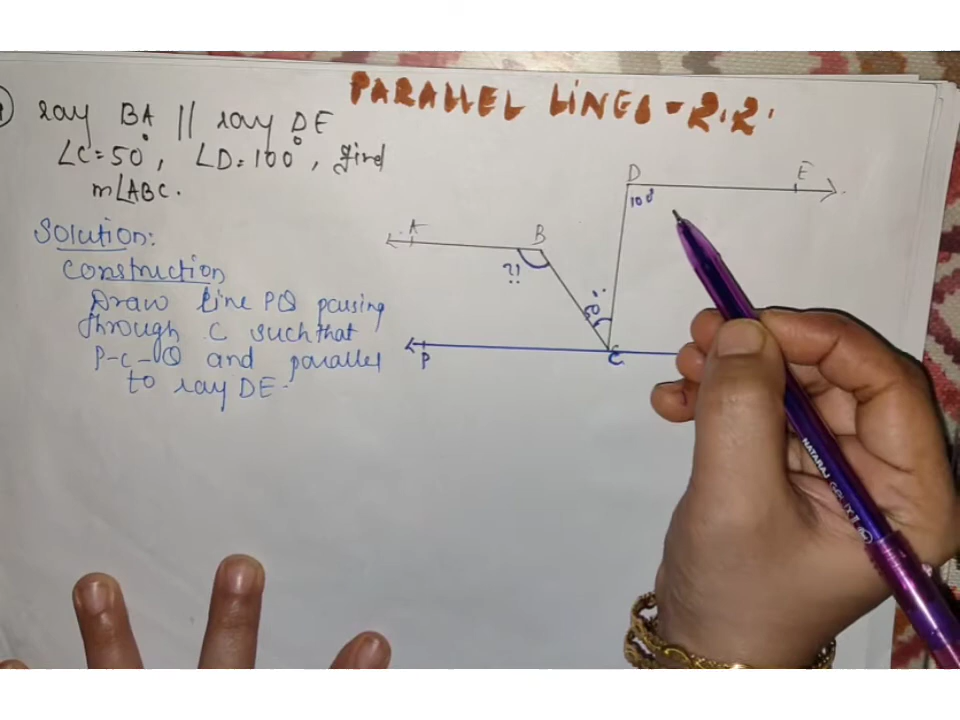 PARALLEL LINES - 2.2.
ray BA || ray DE
∠C=50°, ∠D=100°, find
m∠ABC.
Solution:
Construction
Draw line PQ passing
through C such that
P-C-Q and parallel
to ray DE.
D E
100°
A B
?!
P C
NATARAJ